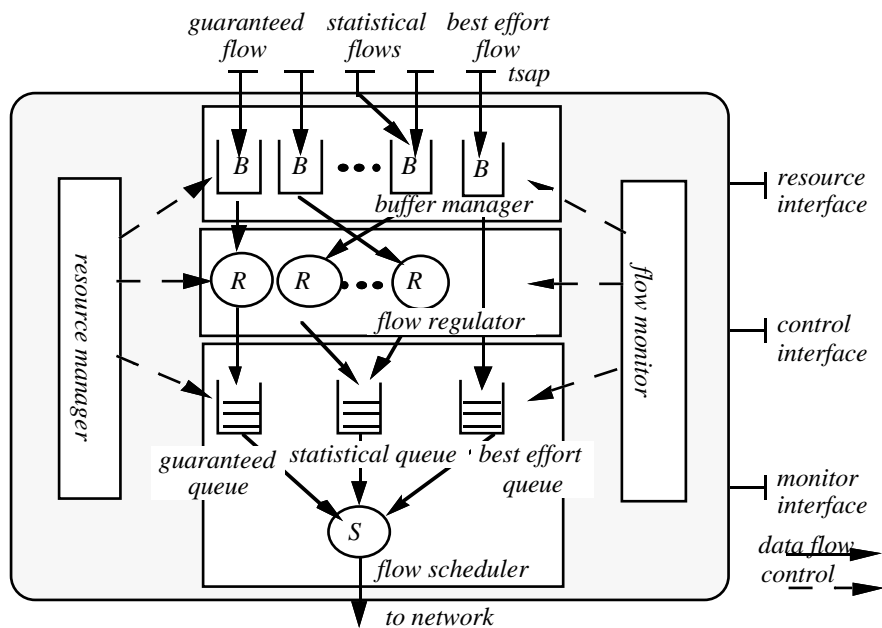 guaranteed
flow
statistical
flows
best effort
flow
tsap
B
B
B
B
buffer manager
resource
interface
resource manager
flow monitor
R
R
R
flow regulator
control
interface
guaranteed
queue
statistical queue
best effort
queue
monitor
interface
S
flow scheduler
data flow
control
to network